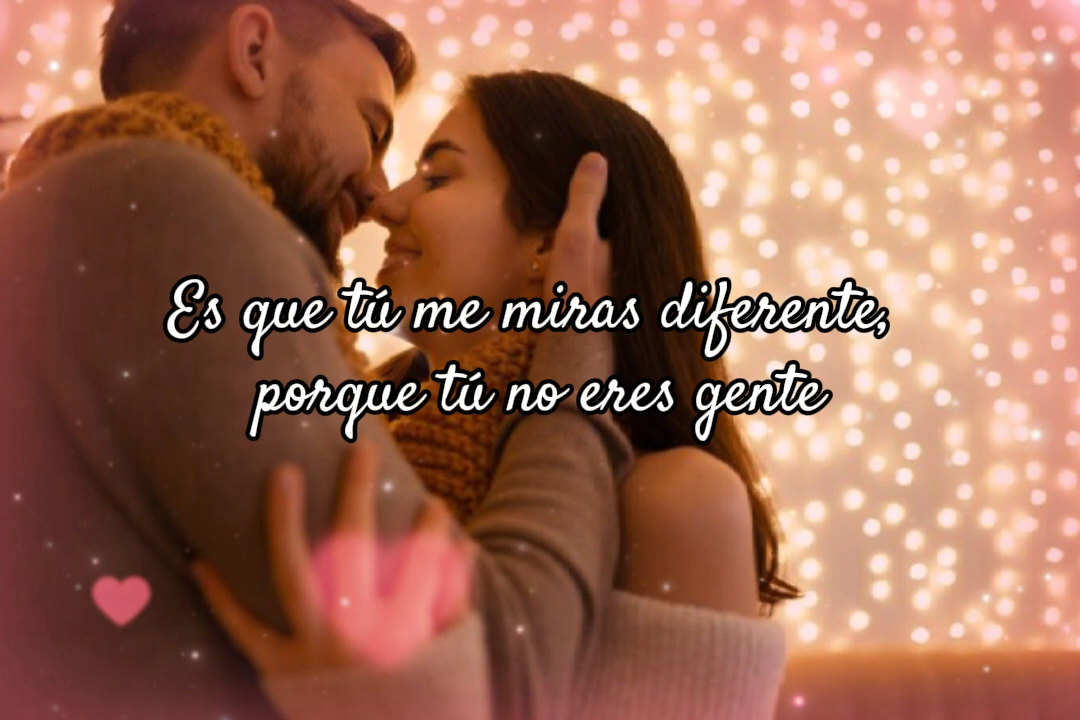 Es que tú me miras diferente,
porque tú no eres gente